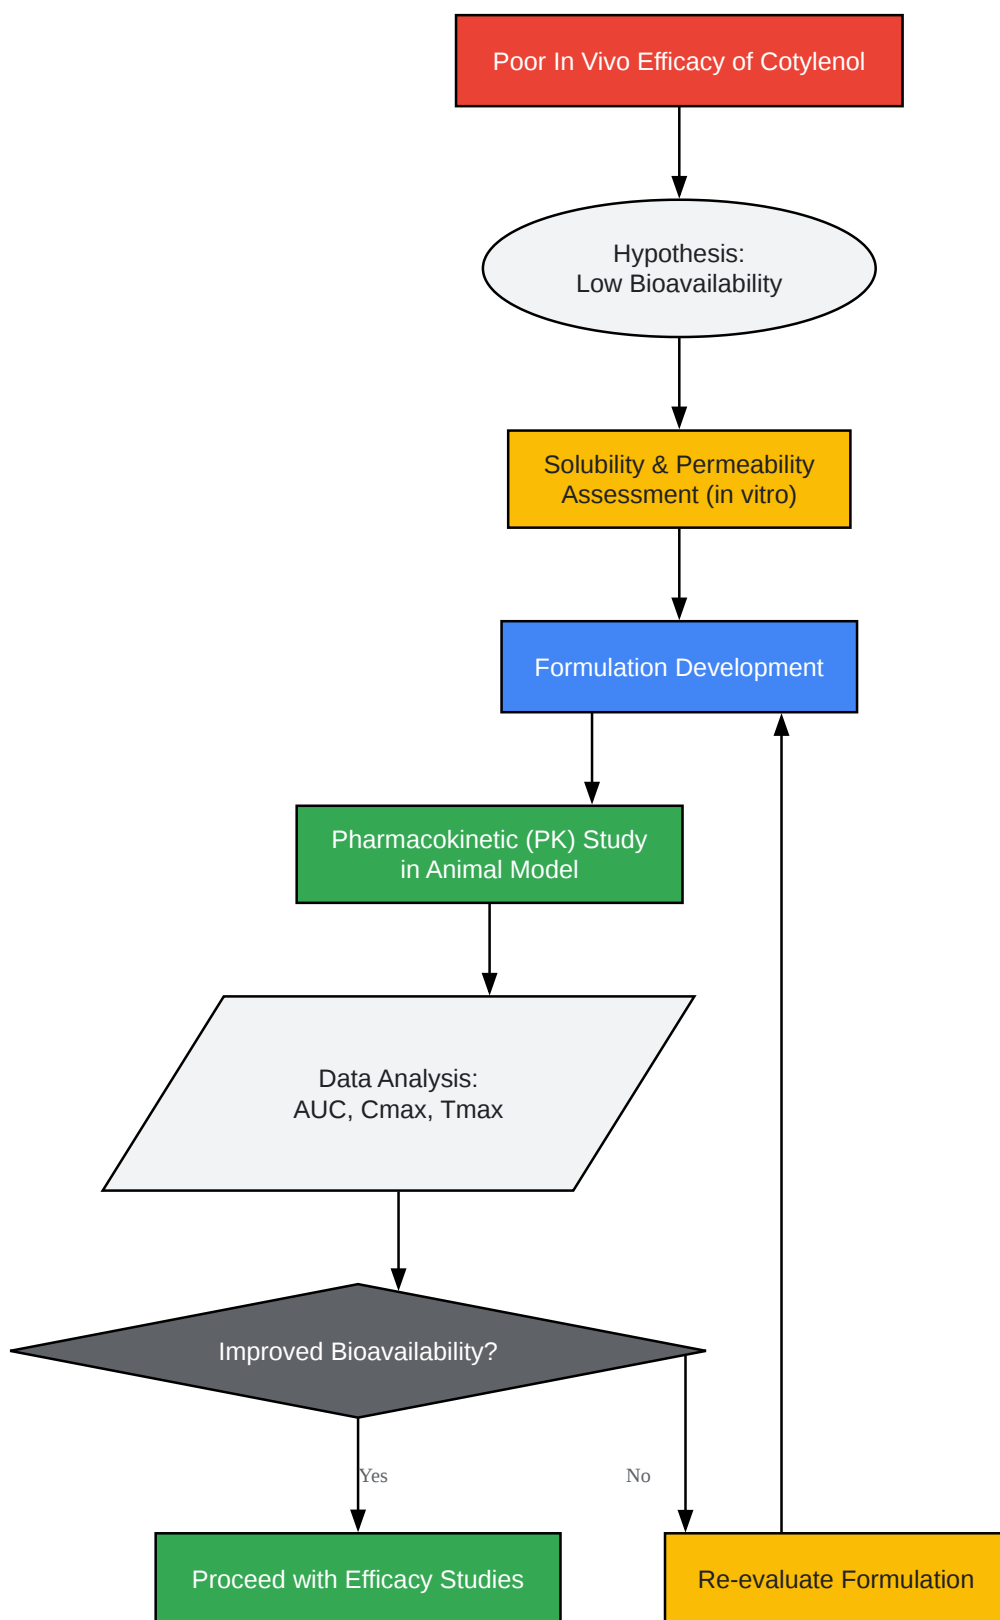 Poor In Vivo Efficacy of Cotylenol
Hypothesis:
Low Bioavailability
Solubility & Permeability
Assessment (in vitro)
Formulation Development
Pharmacokinetic (PK) Study
in Animal Model
Data Analysis:
AUC, Cmax, Tmax
Improved Bioavailability?
Yes
No
Proceed with Efficacy Studies
Re-evaluate Formulation